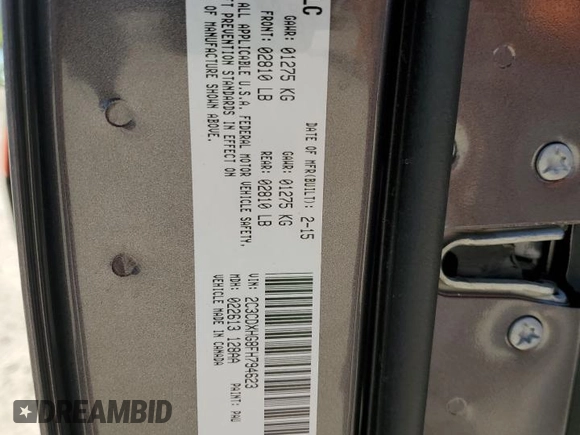 LC
DATE OF MFR(BUILT): 2-15
GAWR: 01275 KG GAWR: 01275 KG
FRONT: 02810 LB REAR: 02810 LB
ALL APPLICABLE U.S.A. FEDERAL MOTOR VEHICLE SAFETY,
FT PREVENTION STANDARDS IN EFFECT ON
OF MANUFACTURE SHOWN ABOVE.
VIN: 2C3CDXHG8FH794623
MDH: 022613 128AA PAINT: PAU
VEHICLE MADE IN CANADA
DREAMBID